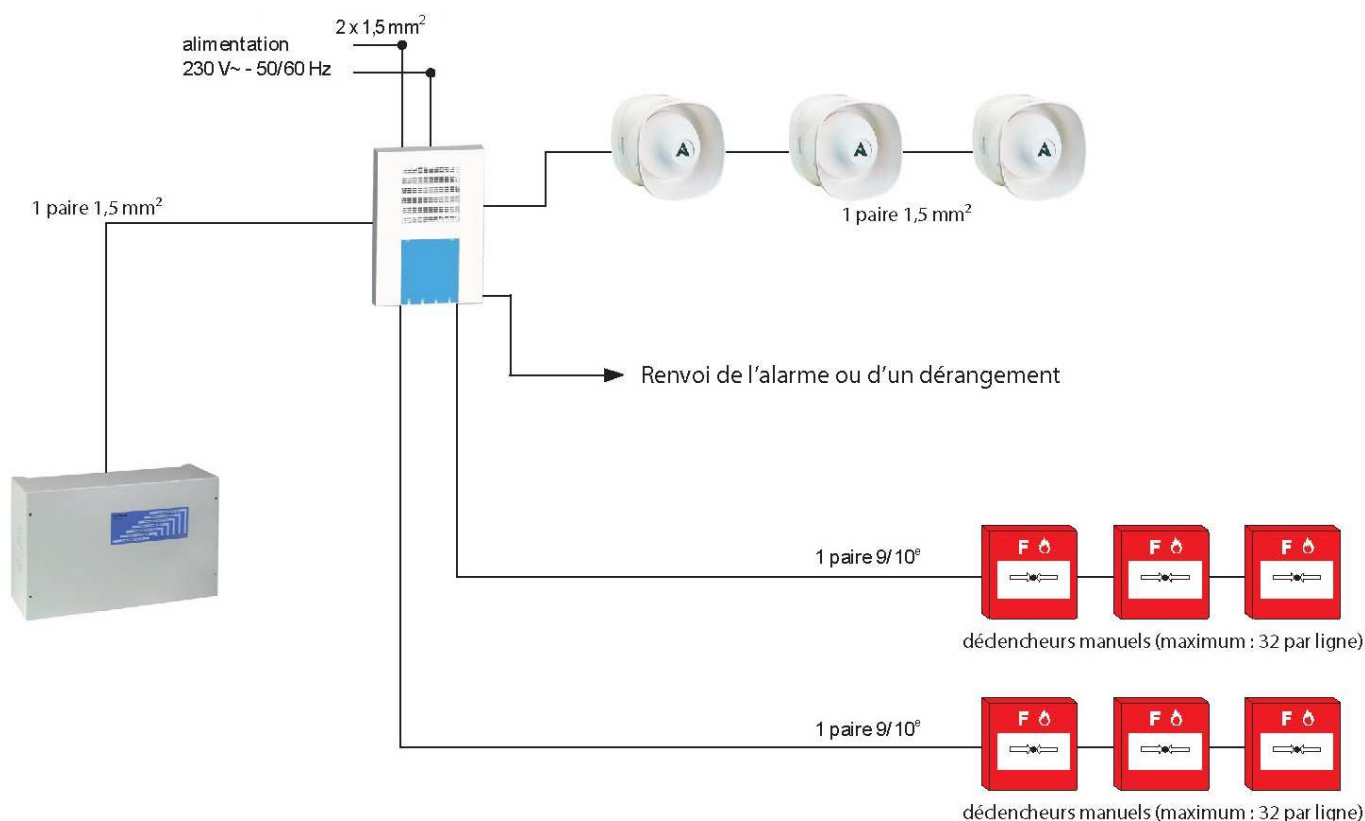 2 x 1,5 mm²
alimentation
230 V~ - 50/60 Hz
A
A
A
1 paire 1,5 mm²
1 paire 1,5 mm²
Renvoi de l’alarme ou d’un dérangement
1 paire 9/10ᵉ
F
F
F
déclencheurs manuels (maximum : 32 par ligne)
1 paire 9/10ᵉ
F
F
F
déclencheurs manuels (maximum : 32 par ligne)